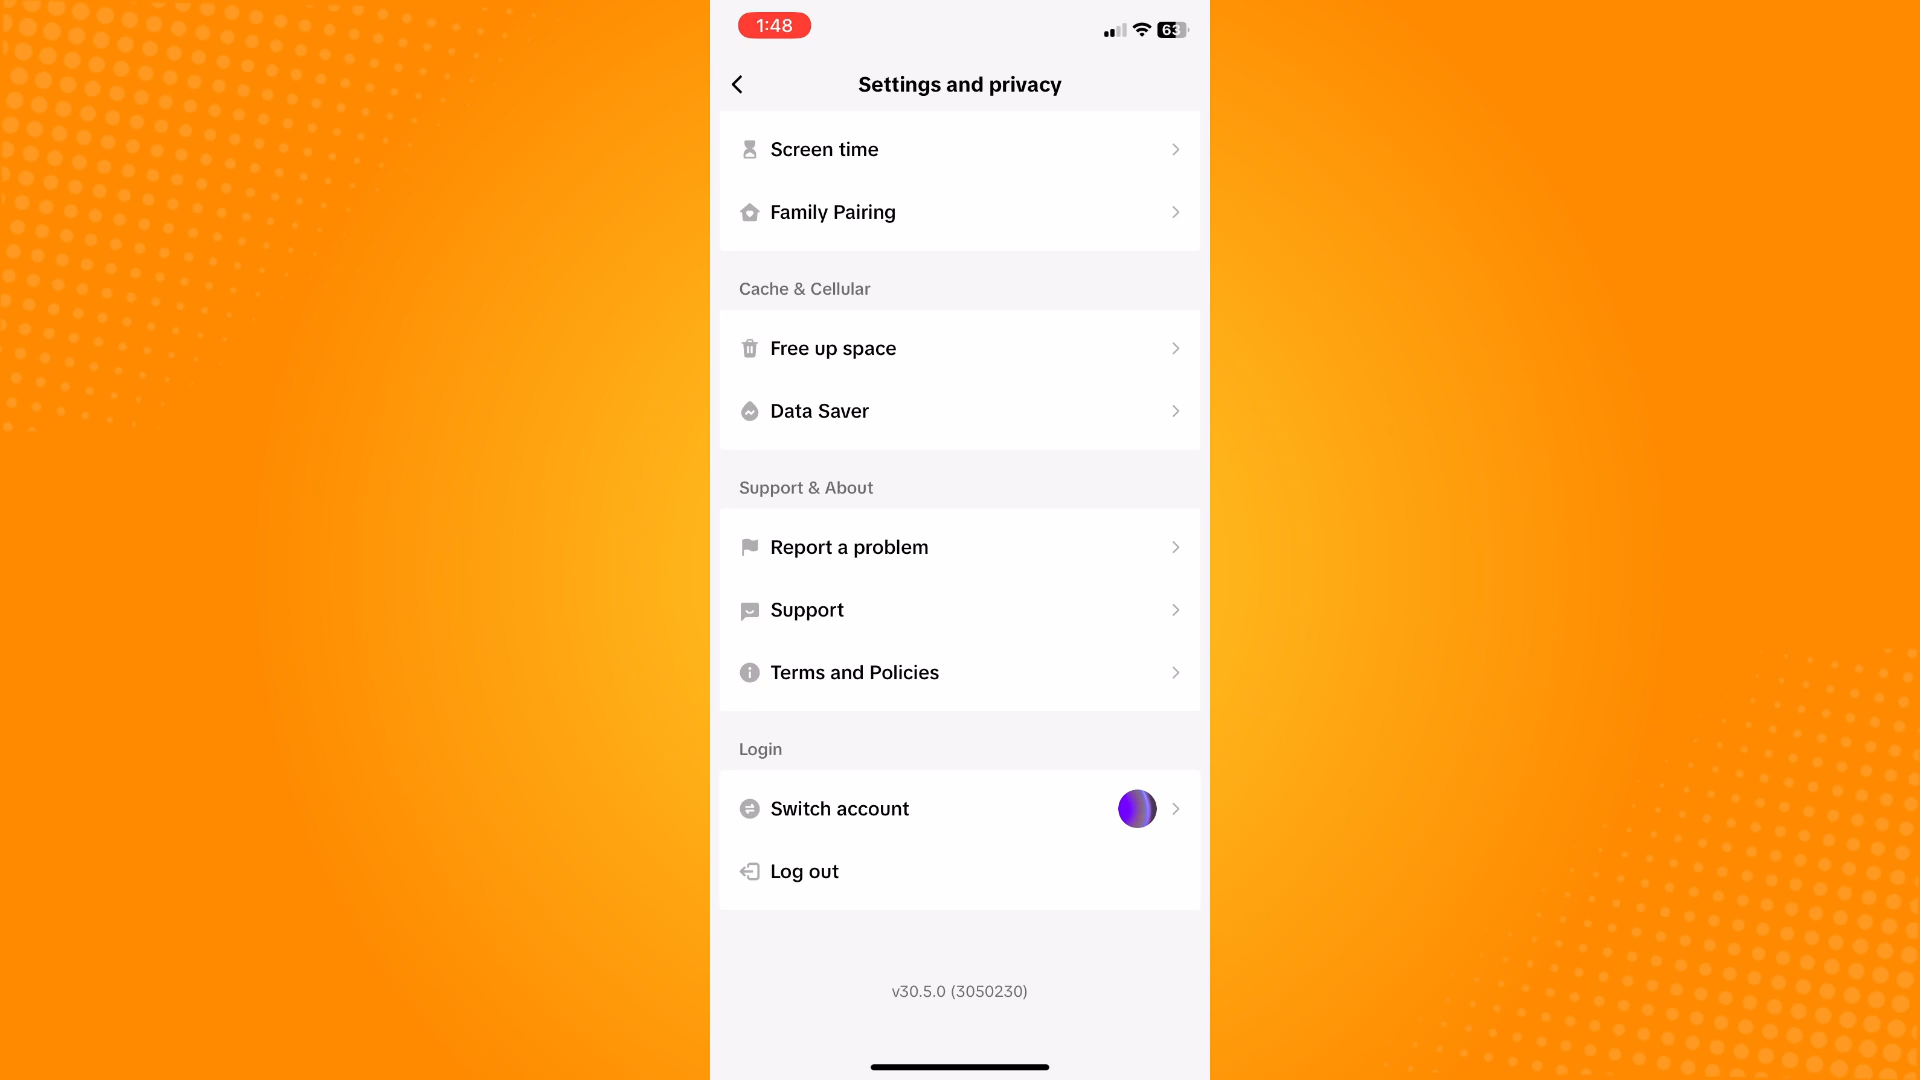 1:48
63
Settings and privacy
Screen time
Family Pairing
Cache & Cellular
Free up space
Data Saver
Support & About
Report a problem
Support
Terms and Policies
Login
Switch account
Log out
v30.5.0 (3050230)